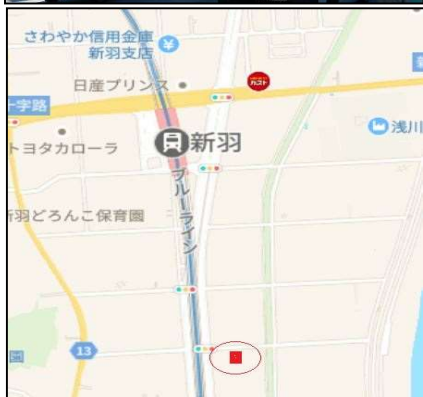 さわやか信用金庫
新羽支店
日産プリンス
ガスト
十字路
トヨタカローラ
新羽
浅川
ブルーライン
新羽どろんこ保育園
園
13